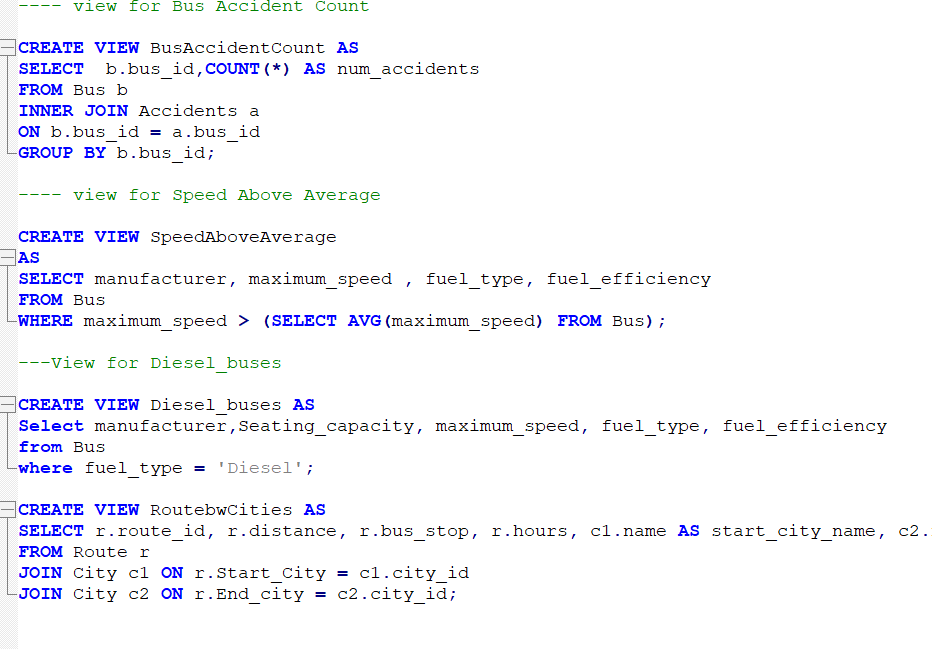 ---- view for Bus Accident Count
CREATE VIEW BusAccidentCount AS
SELECT  b.bus_id,COUNT(*) AS num_accidents
FROM Bus b
INNER JOIN Accidents a
ON b.bus_id = a.bus_id
GROUP BY b.bus_id;
---- view for Speed Above Average
CREATE VIEW SpeedAboveAverage
AS
SELECT manufacturer, maximum_speed , fuel_type, fuel_efficiency
FROM Bus
WHERE maximum_speed > (SELECT AVG(maximum_speed) FROM Bus);
---View for Diesel_buses
CREATE VIEW Diesel_buses AS
Select manufacturer,Seating_capacity, maximum_speed, fuel_type, fuel_efficiency
from Bus
where fuel_type = 'Diesel';
CREATE VIEW RoutebwCities AS
SELECT r.route_id, r.distance, r.bus_stop, r.hours, c1.name AS start_city_name, c2.
FROM Route r
JOIN City c1 ON r.Start_City = c1.city_id
JOIN City c2 ON r.End_city = c2.city_id;